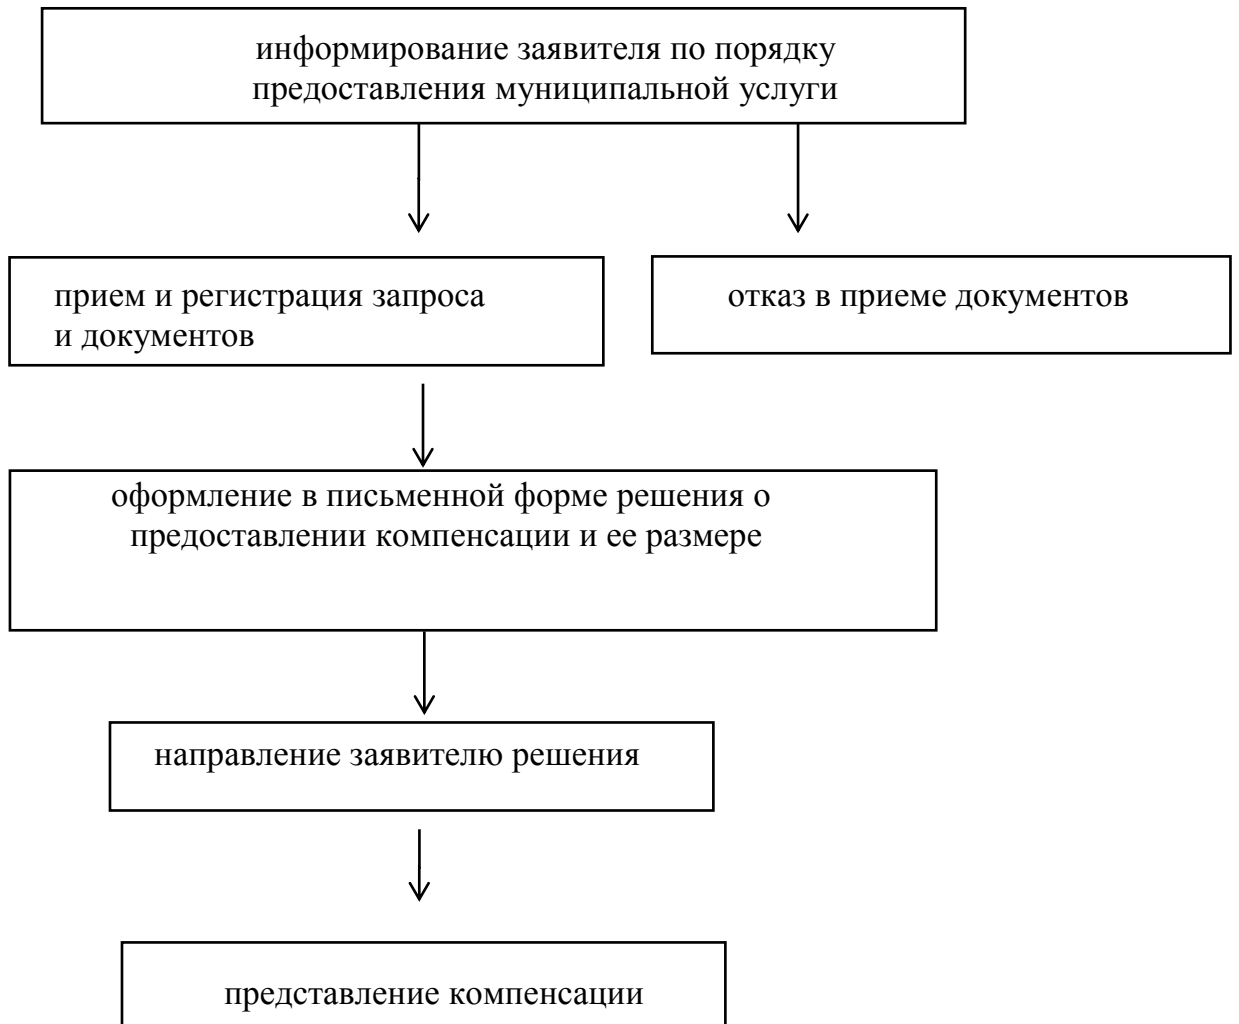 информирование заявителя по порядку
предоставления муниципальной услуги
прием и регистрация запроса
и документов
отказ в приеме документов
оформление в письменной форме решения о
предоставлении компенсации и ее размере
направление заявителю решения
представление компенсации